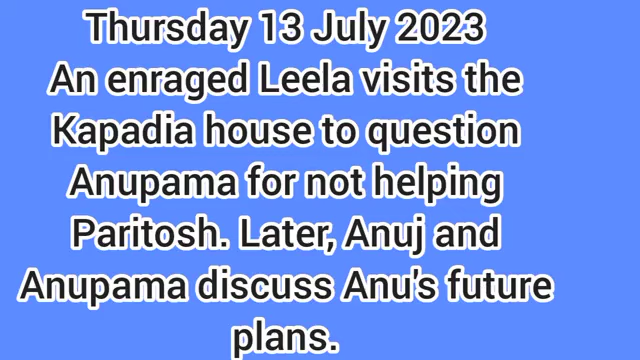 Thursday 13 July 2023
An enraged Leela visits the
Kapadia house to question
Anupama for not helping
Paritosh. Later, Anuj and
Anupama discuss Anu's future
plans.